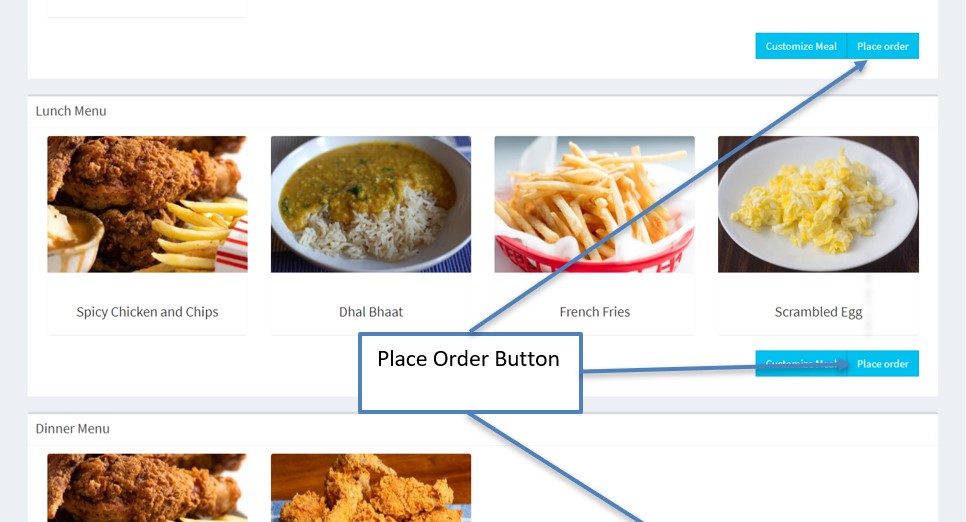 Customize Meal Place order
Lunch Menu
Spicy Chicken and Chips
Dhal Bhaat
French Fries
Scrambled Egg
Place Order Button
Customize Meal Place order
Dinner Menu